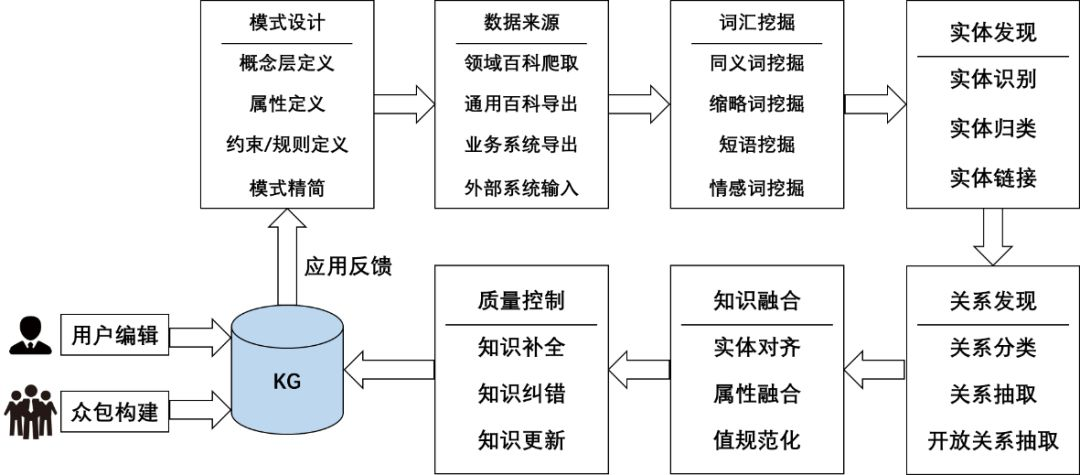 模式设计
概念层定义
属性定义
约束/规则定义
模式精简
数据来源
领域百科爬取
通用百科导出
业务系统导出
外部系统输入
词汇挖掘
同义词挖掘
缩略词挖掘
短语挖掘
情感词挖掘
实体发现
实体识别
实体归类
实体链接
关系发现
关系分类
关系抽取
开放关系抽取
知识融合
实体对齐
属性融合
值规范化
质量控制
知识补全
知识纠错
知识更新
KG
应用反馈
用户编辑
众包构建